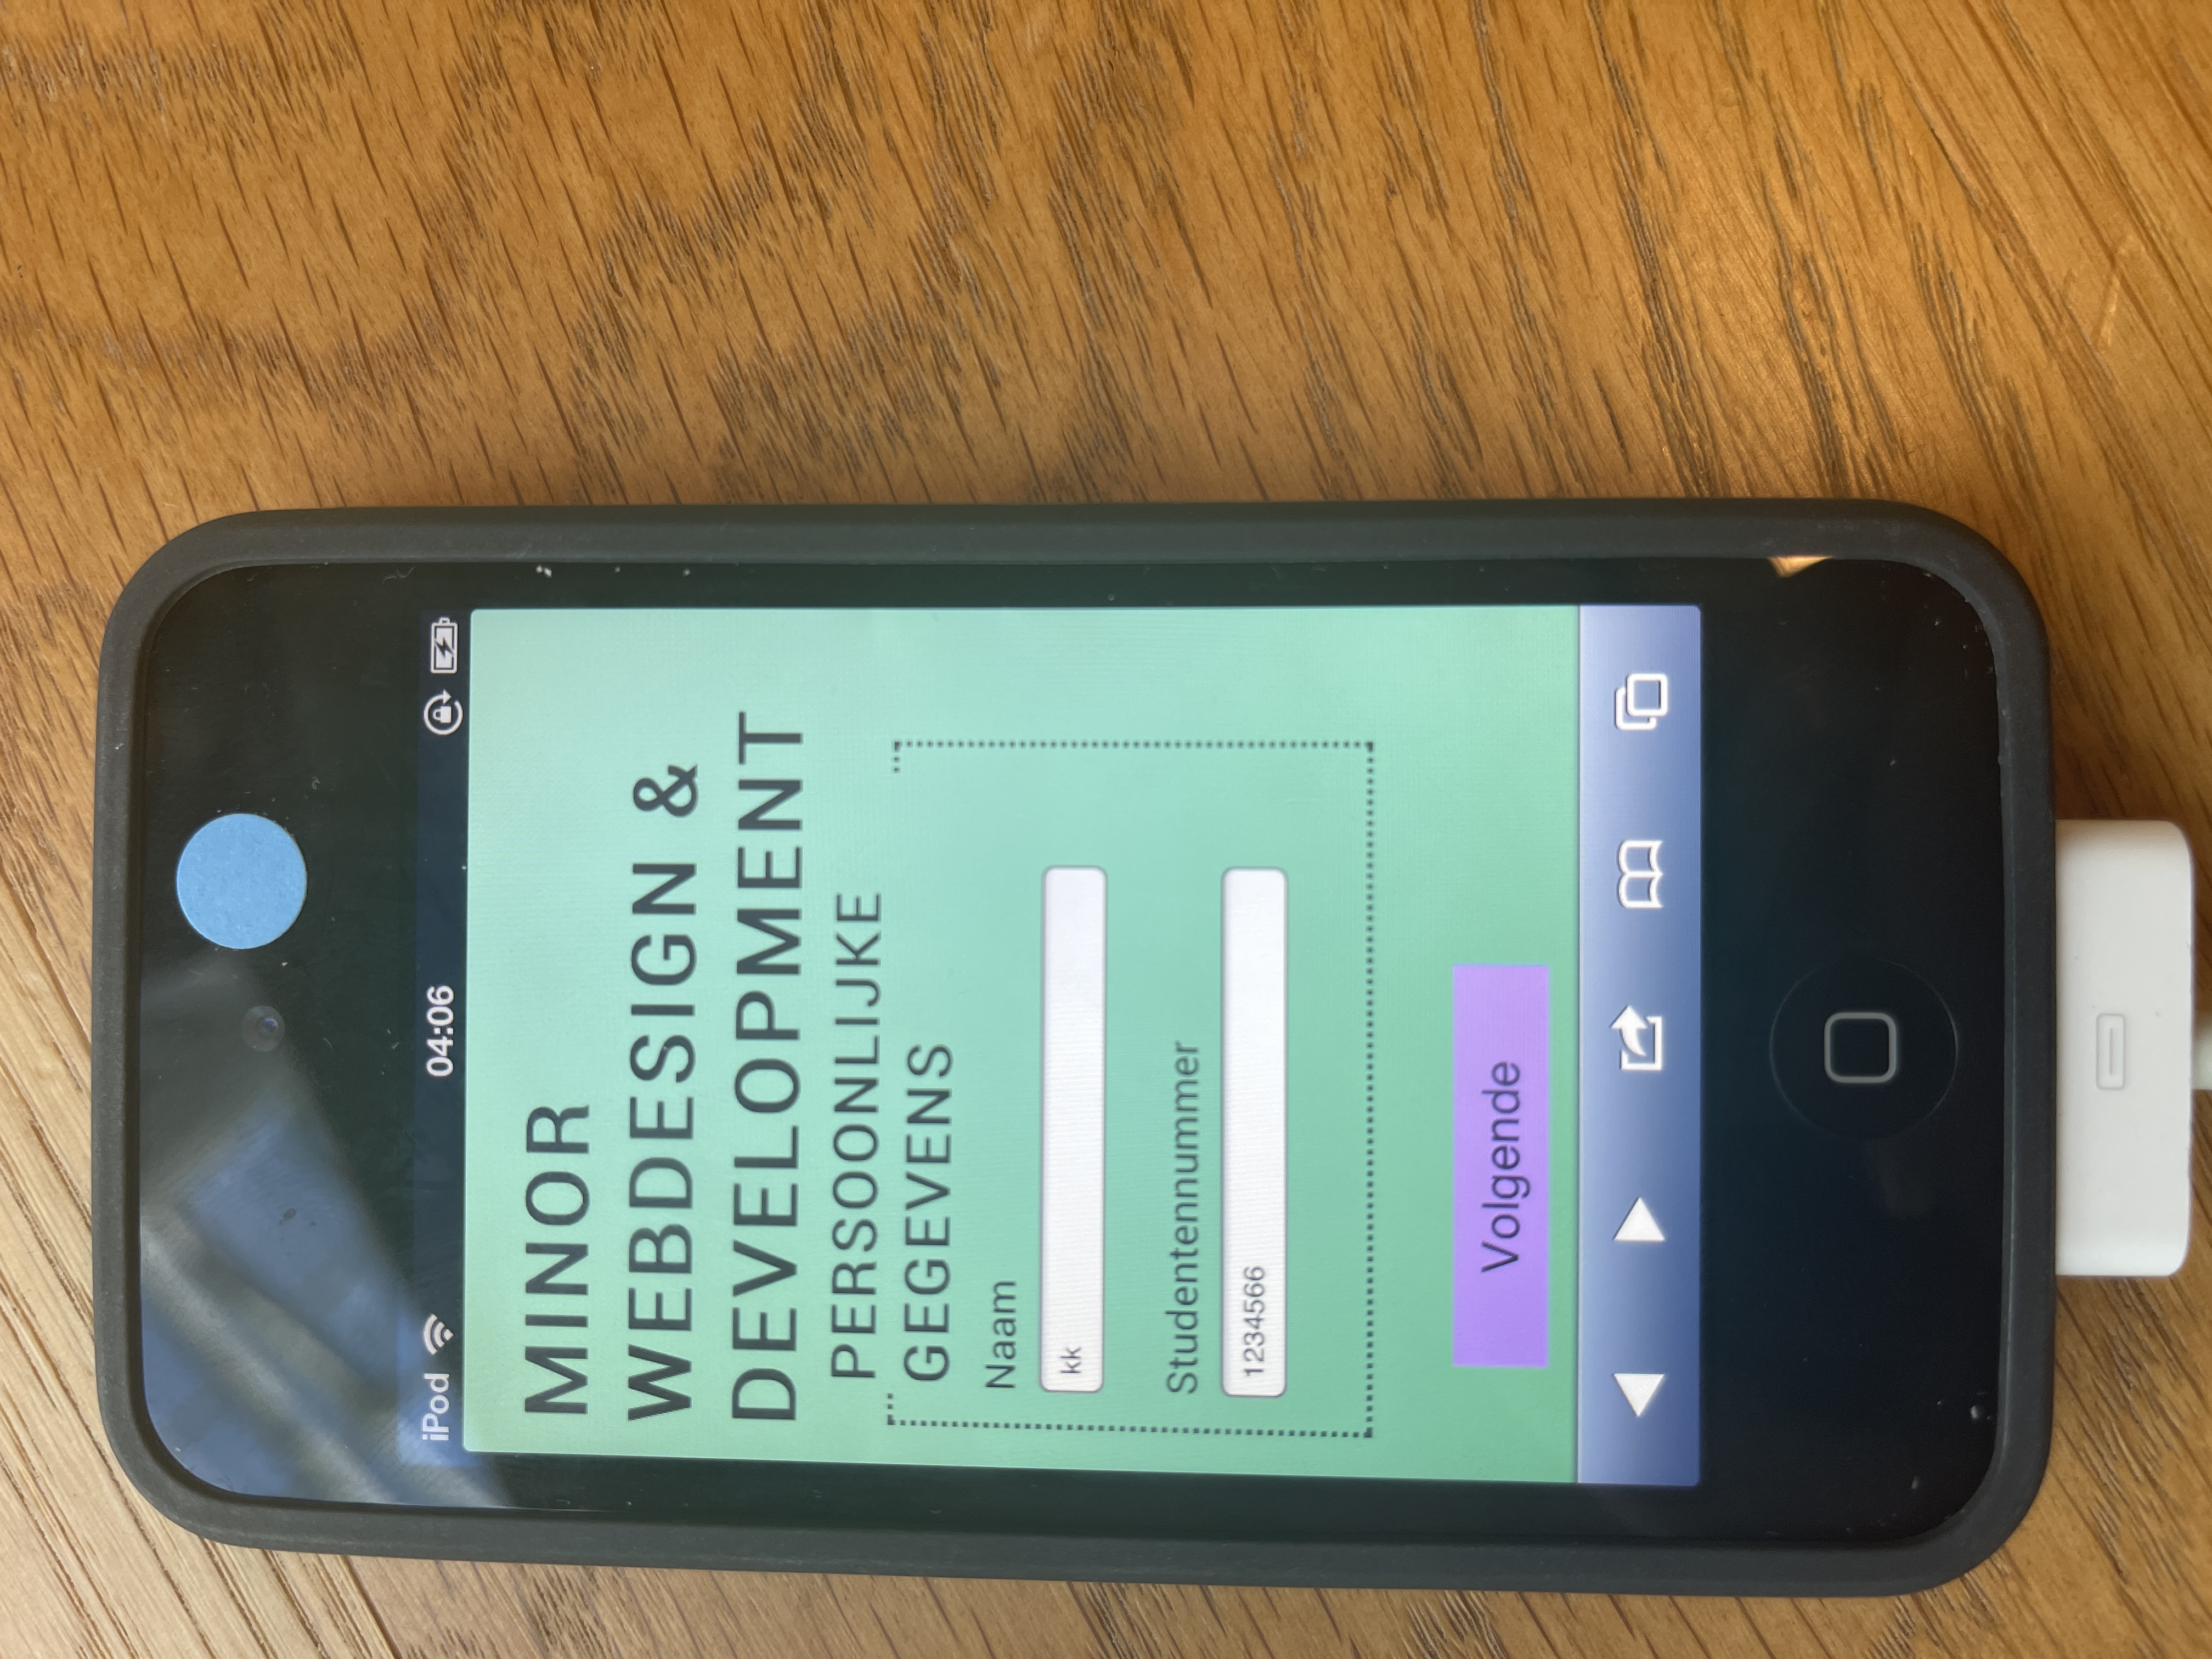 iPod 04:06
MINOR
WEBDESIGN &
DEVELOPMENT
PERSOONLIJKE
GEGEVENS
Naam
kk
Studentennummer
1234566
Volgende